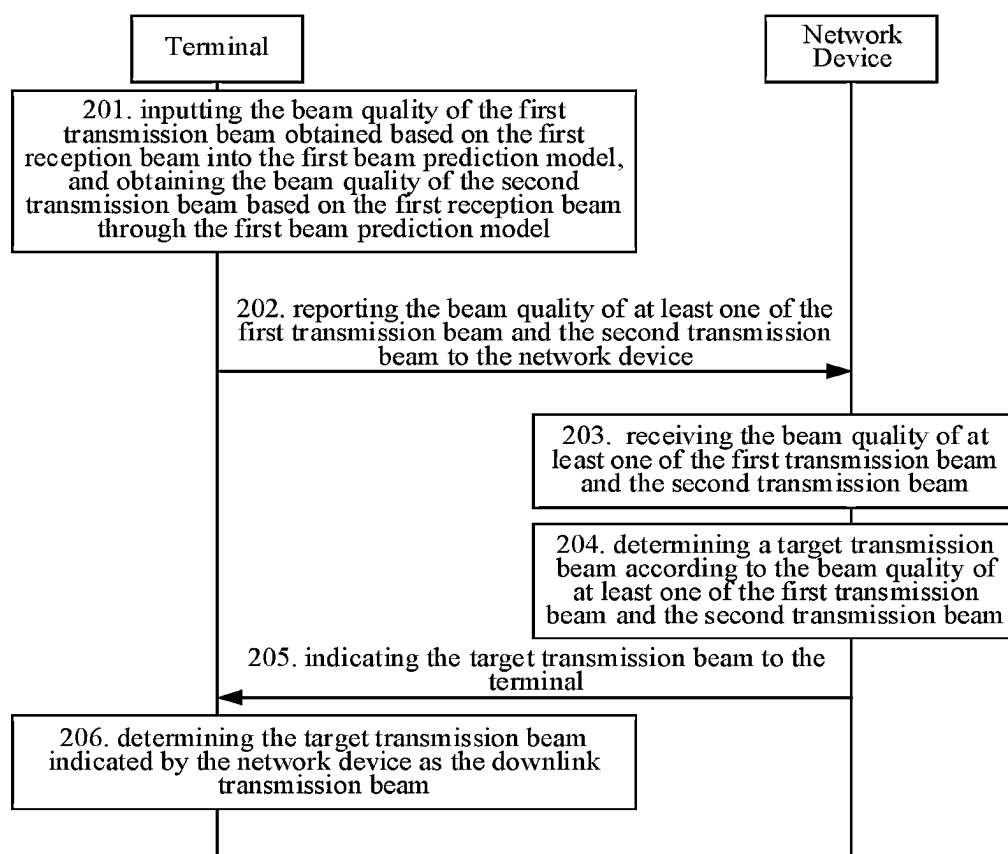 Terminal
Network
Device
201. inputting the beam quality of the first
transmission beam obtained based on the first
reception beam into the first beam prediction model,
and obtaining the beam quality of the second
transmission beam based on the first reception beam
through the first beam prediction model
202. reporting the beam quality of at least one of the
first transmission beam and the second transmission
beam to the network device
203. receiving the beam quality of at
least one of the first transmission beam
and the second transmission beam
204. determining a target transmission
beam according to the beam quality of
at least one of the first transmission
beam and the second transmission beam
205. indicating the target transmission beam to the
terminal
206. determining the target transmission beam
indicated by the network device as the downlink
transmission beam